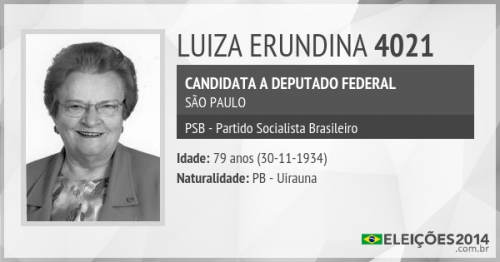 LUIZA ERUNDINA 4021
CANDIDATA A DEPUTADO FEDERAL
SÃO PAULO
PSB - Partido Socialista Brasileiro
Idade: 79 anos (30-11-1934)
Naturalidade: PB - Uirauna
ELEIÇÕES2014
.com.br